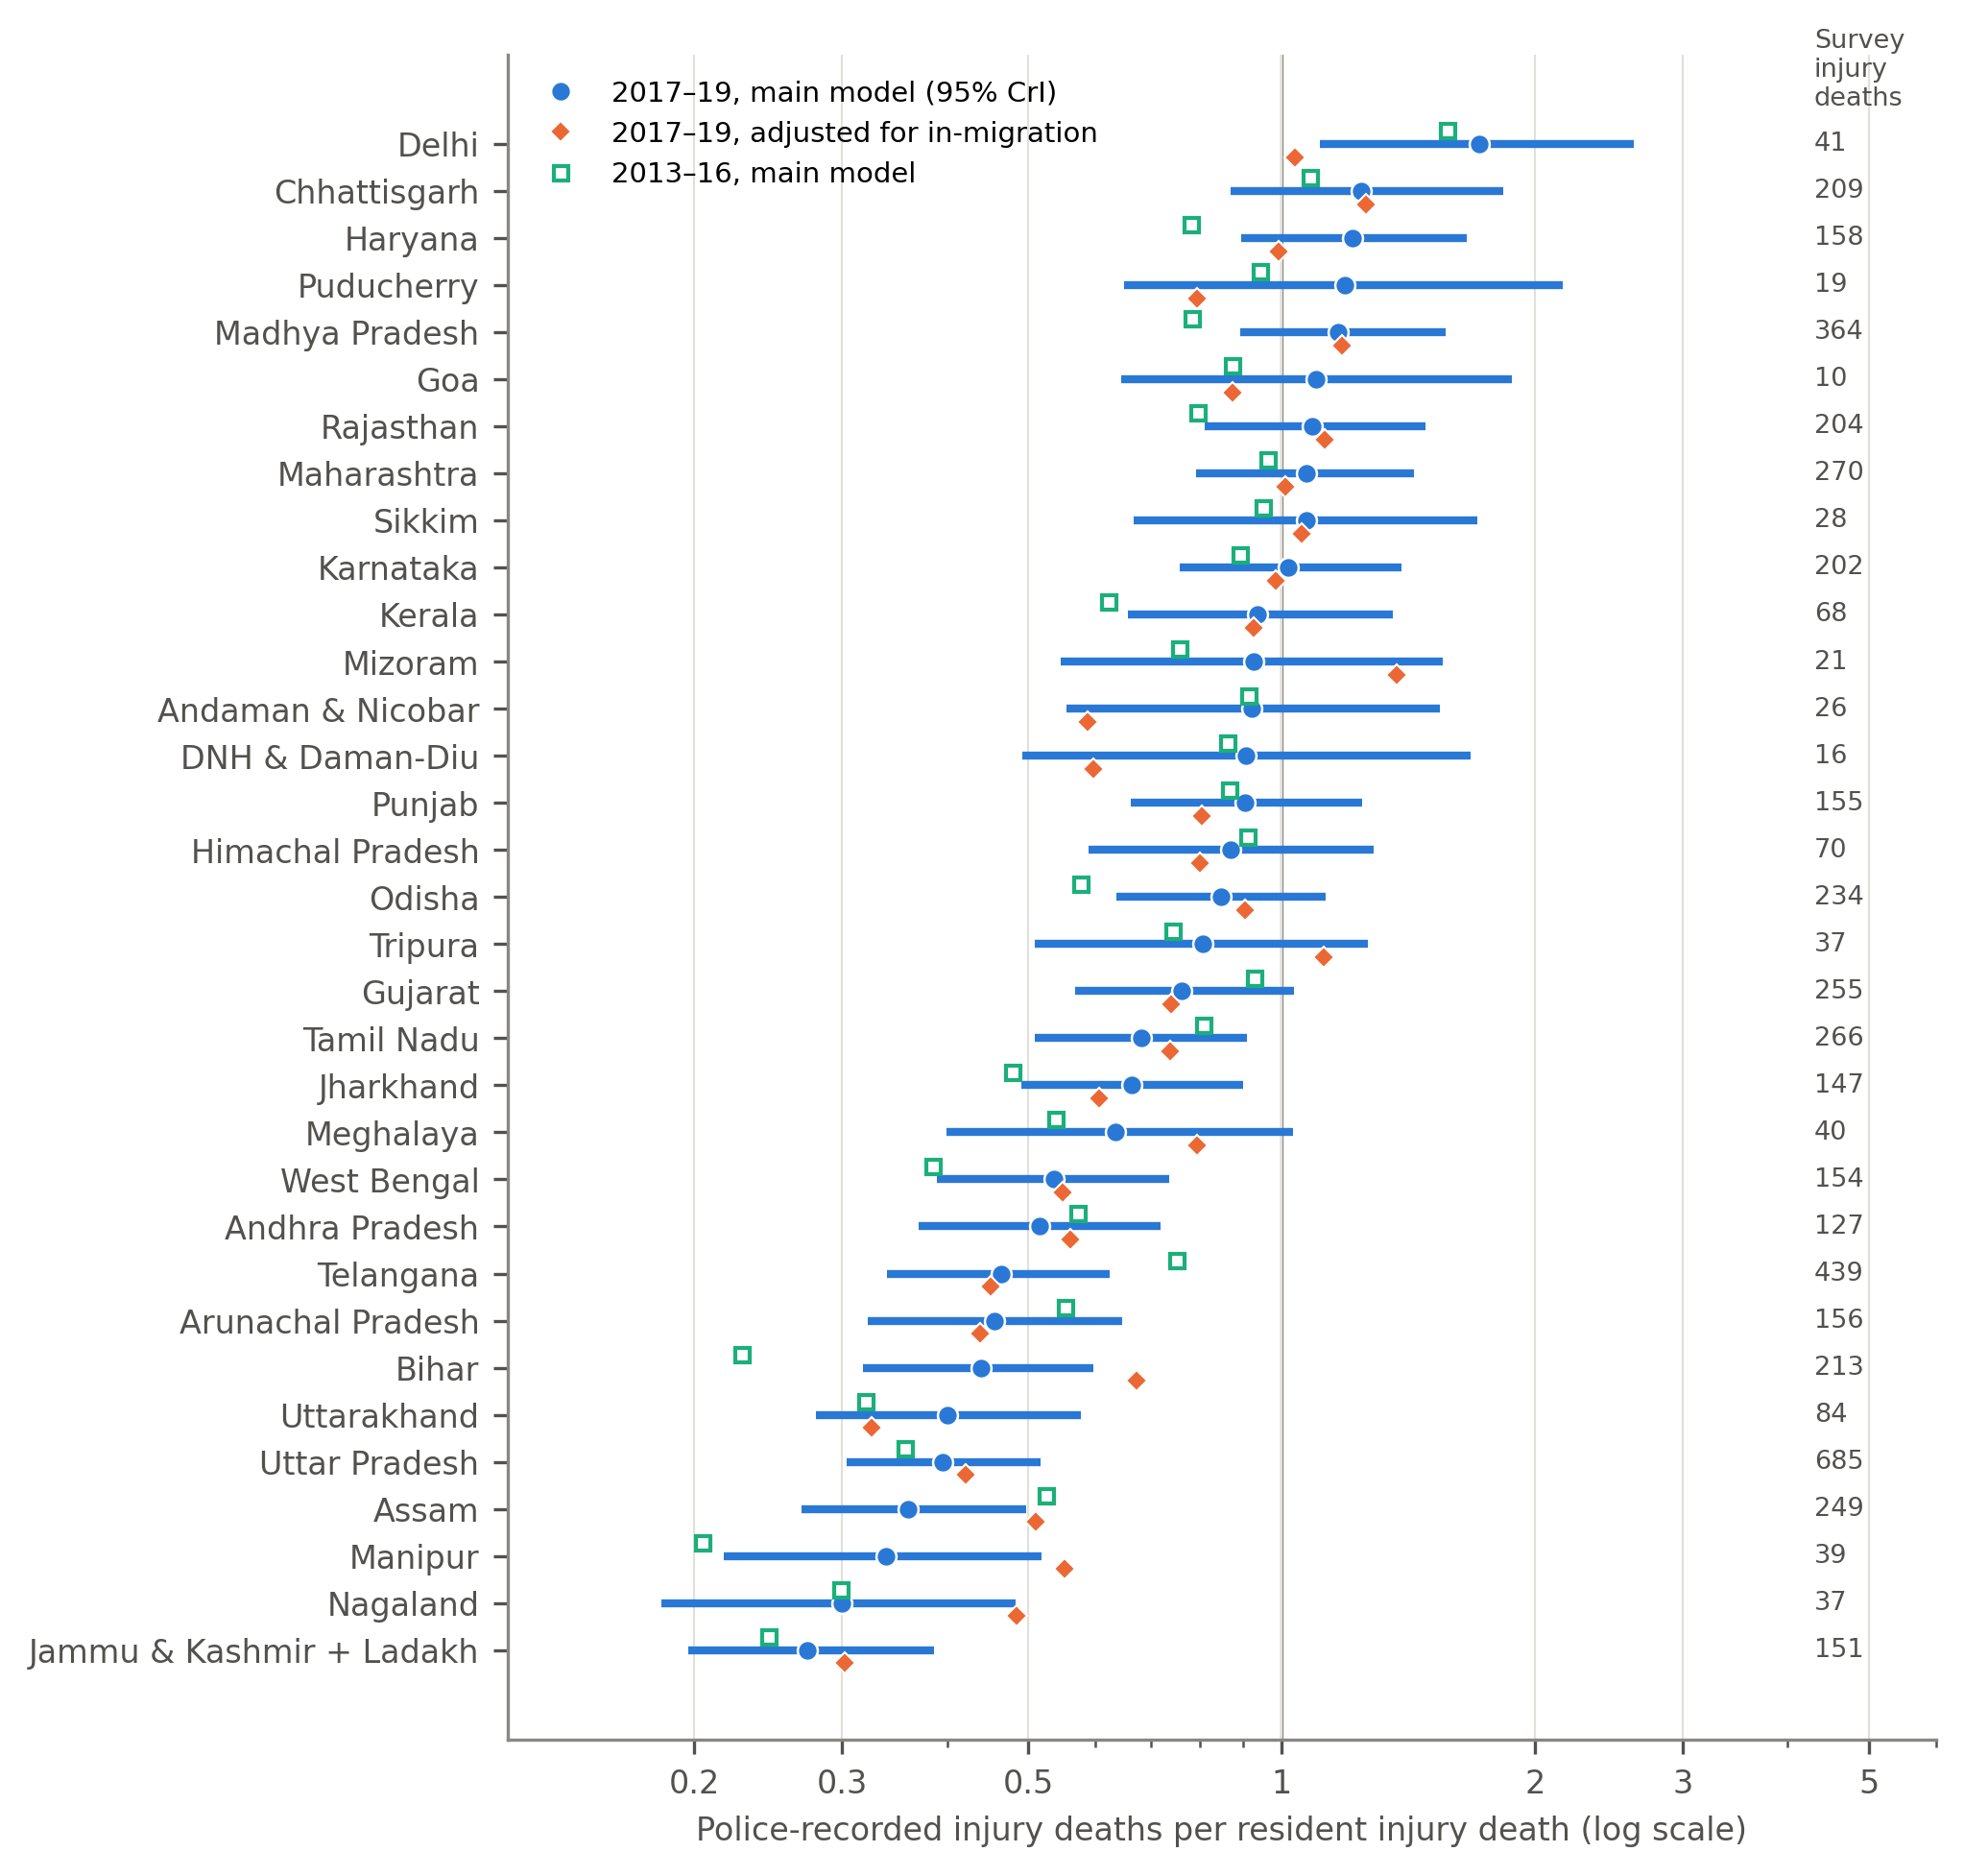 Survey
injury
deaths
2017–19, main model (95% CrI)
2017–19, adjusted for in-migration
2013–16, main model
Delhi 41
Chhattisgarh 209
Haryana 158
Puducherry 19
Madhya Pradesh 364
Goa 10
Rajasthan 204
Maharashtra 270
Sikkim 28
Karnataka 202
Kerala 68
Mizoram 21
Andaman & Nicobar 26
DNH & Daman-Diu 16
Punjab 155
Himachal Pradesh 70
Odisha 234
Tripura 37
Gujarat 255
Tamil Nadu 266
Jharkhand 147
Meghalaya 40
West Bengal 154
Andhra Pradesh 127
Telangana 439
Arunachal Pradesh 156
Bihar 213
Uttarakhand 84
Uttar Pradesh 685
Assam 249
Manipur 39
Nagaland 37
Jammu & Kashmir + Ladakh 151
0.2 0.3 0.5 1 2 3 5
Police-recorded injury deaths per resident injury death (log scale)